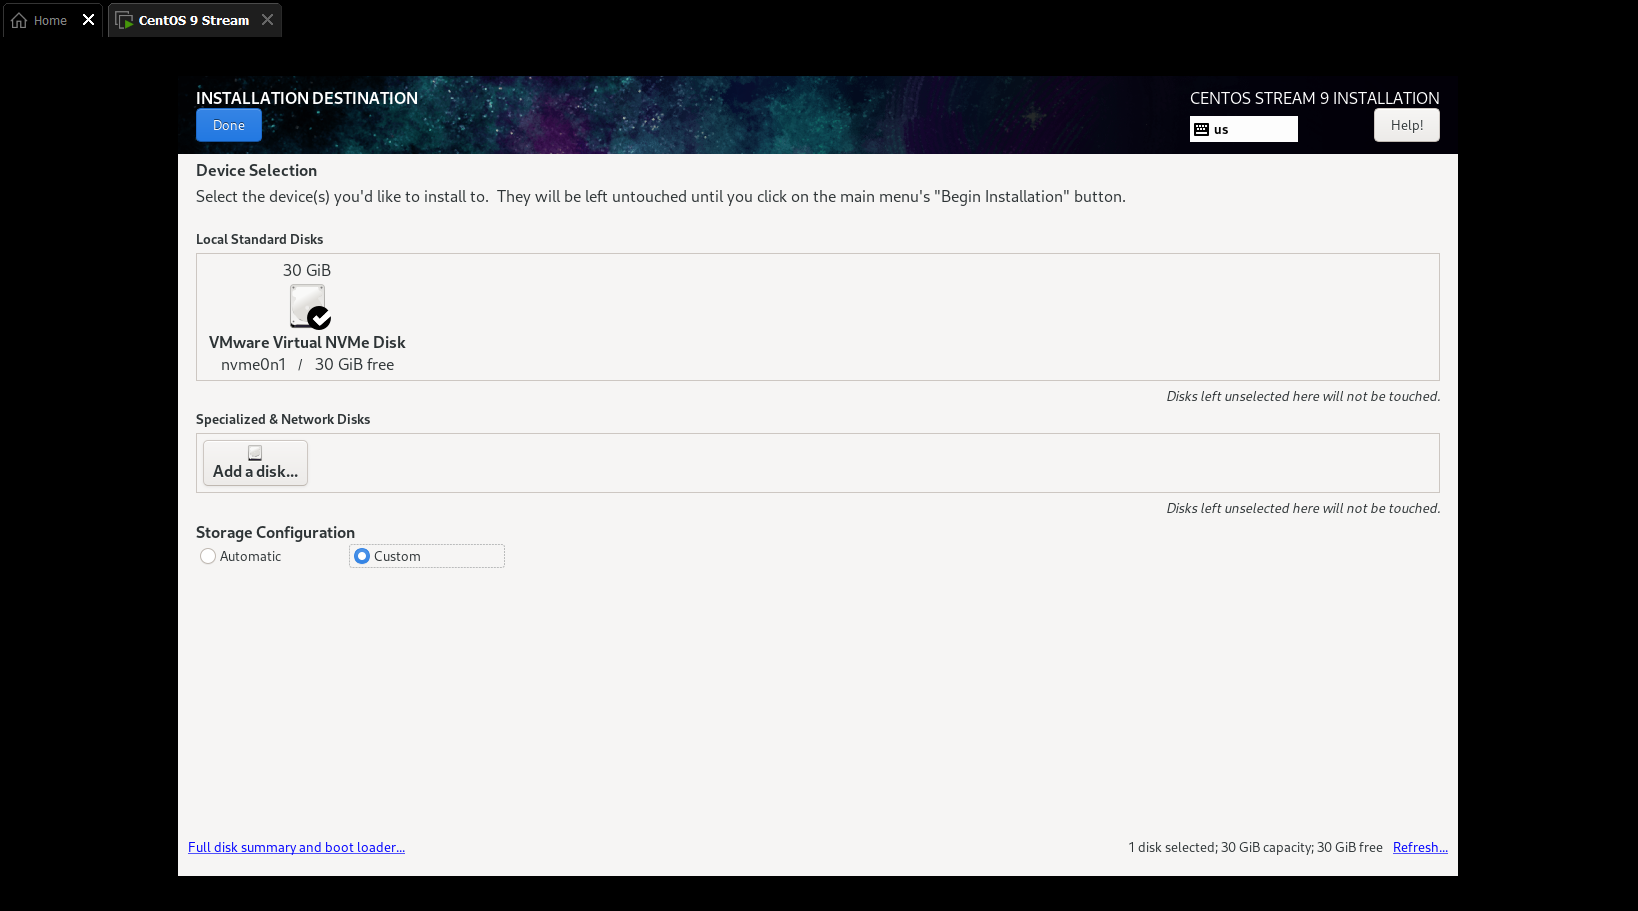 Home
CentOS 9 Stream
INSTALLATION DESTINATION
CENTOS STREAM 9 INSTALLATION
Done
us
Help!
Device Selection
Select the device(s) you'd like to install to.  They will be left untouched until you click on the main menu's "Begin Installation" button.
Local Standard Disks
30 GiB
VMware Virtual NVMe Disk
nvme0n1 / 30 GiB free
Disks left unselected here will not be touched.
Specialized & Network Disks
Add a disk...
Disks left unselected here will not be touched.
Storage Configuration
Automatic
Custom
Full disk summary and boot loader...
1 disk selected; 30 GiB capacity; 30 GiB free
Refresh...